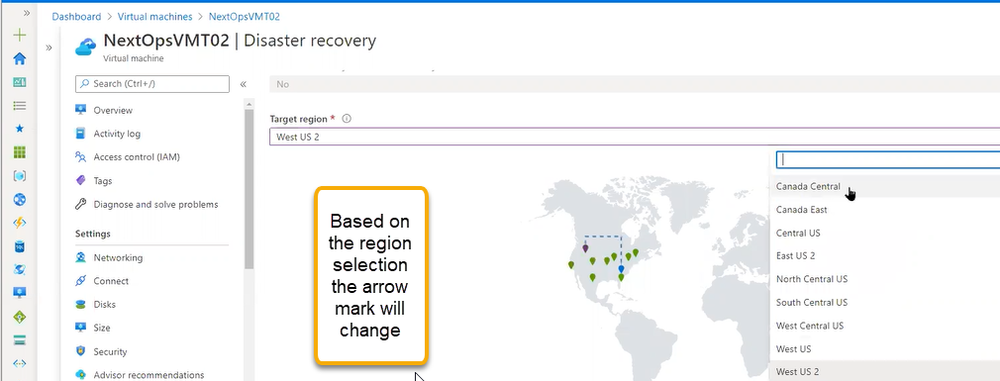 Dashboard > Virtual machines > NextOpsVMT02
NextOpsVMT02 | Disaster recovery
Virtual machine
Search (Ctrl+/)
Overview
Activity log
Access control (IAM)
Tags
Diagnose and solve problems
Settings
Networking
Connect
Disks
Size
Security
Advisor recommendations
No
Target region *
West US 2
Based on
the region
selection
the arrow
mark will
change
Canada Central
Canada East
Central US
East US 2
North Central US
South Central US
West Central US
West US
West US 2